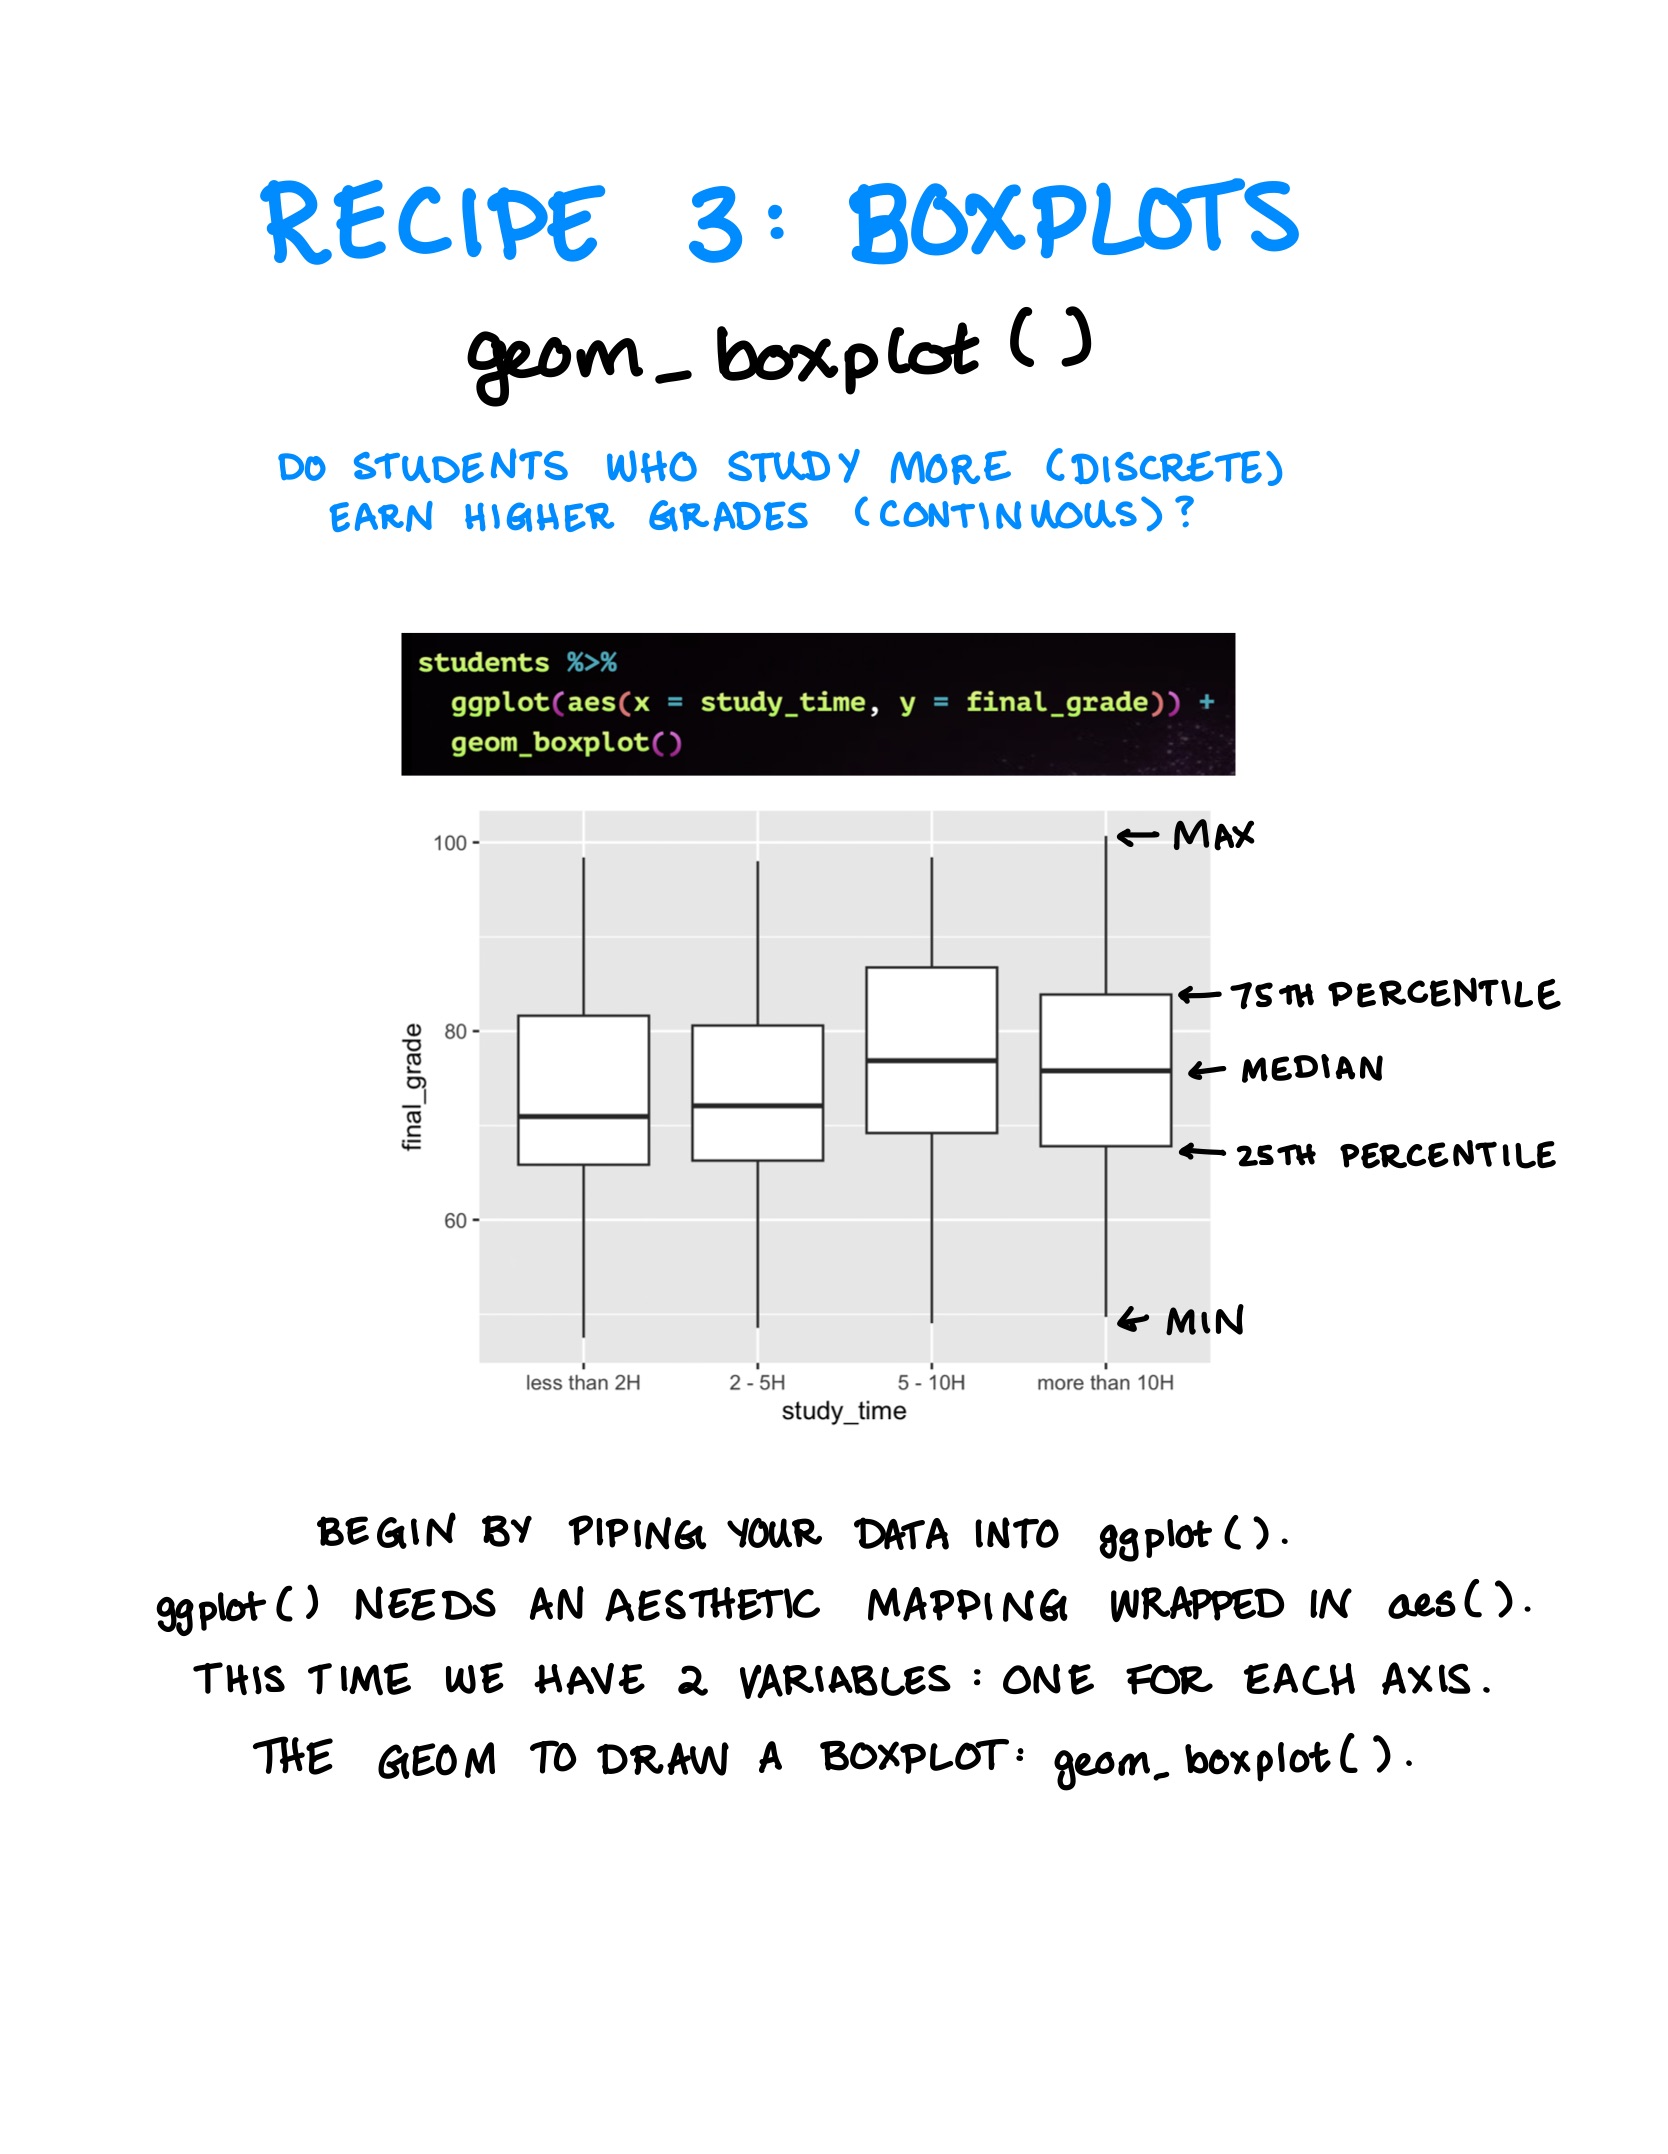 RECIPE 3: BOXPLOTS
geom_boxplot()
DO STUDENTS WHO STUDY MORE (DISCRETE)
EARN HIGHER GRADES (CONTINUOUS)?
students %>%
ggplot(aes(x = study_time, y = final_grade)) +
geom_boxplot()
100
80
60
final_grade
MAX
75TH PERCENTILE
MEDIAN
25TH PERCENTILE
MIN
less than 2H 2 - 5H 5 - 10H more than 10H
study_time
BEGIN BY PIPING YOUR DATA INTO ggplot().
ggplot() NEEDS AN AESTHETIC MAPPING WRAPPED IN aes().
THIS TIME WE HAVE 2 VARIABLES: ONE FOR EACH AXIS.
THE GEOM TO DRAW A BOXPLOT: geom_boxplot().